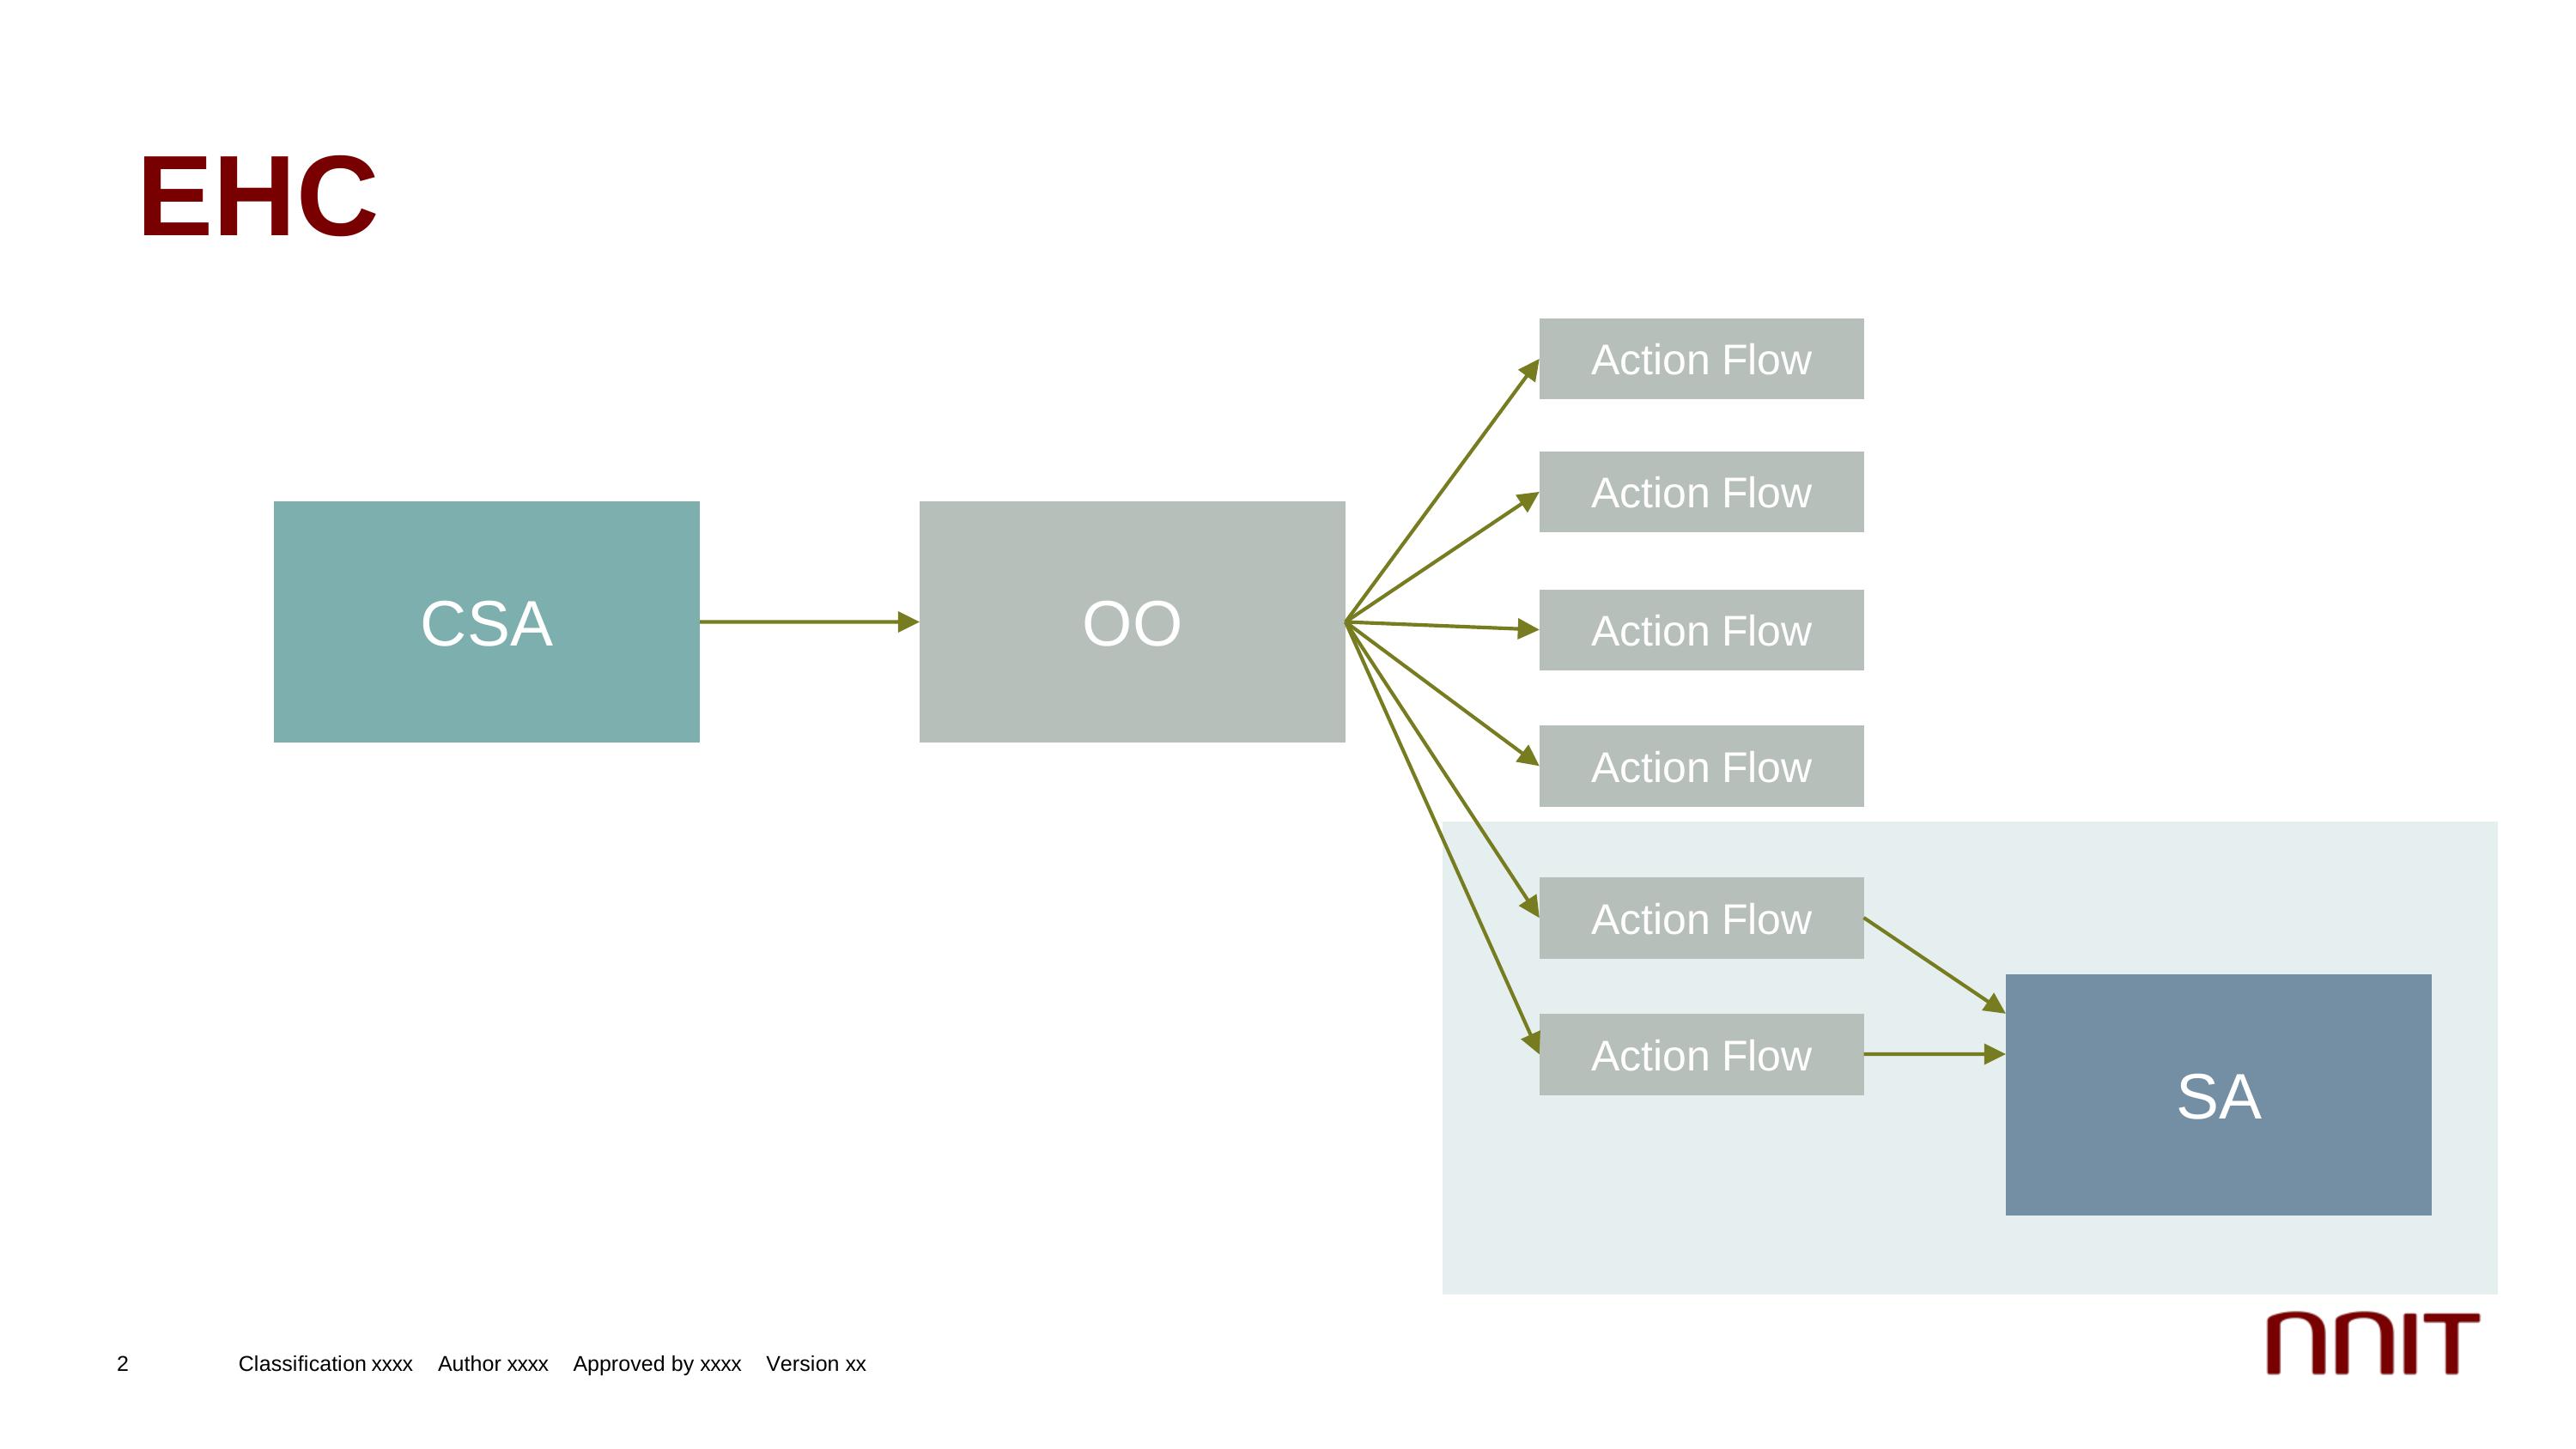 EHC
Action Flow
Action Flow
CSA
OO
Action Flow
Action Flow
Action Flow
Action Flow
SA
nnIT
2 Classification xxxx Author xxxx Approved by xxxx Version xx